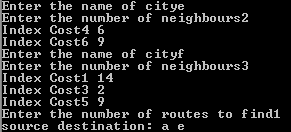 Enter the name of citye
Enter the number of neighbours2
Index Cost4 6
Index Cost6 9
Enter the name of cityf
Enter the number of neighbours3
Index Cost1 14
Index Cost3 2
Index Cost5 9
Enter the number of routes to find1
source destination: a e